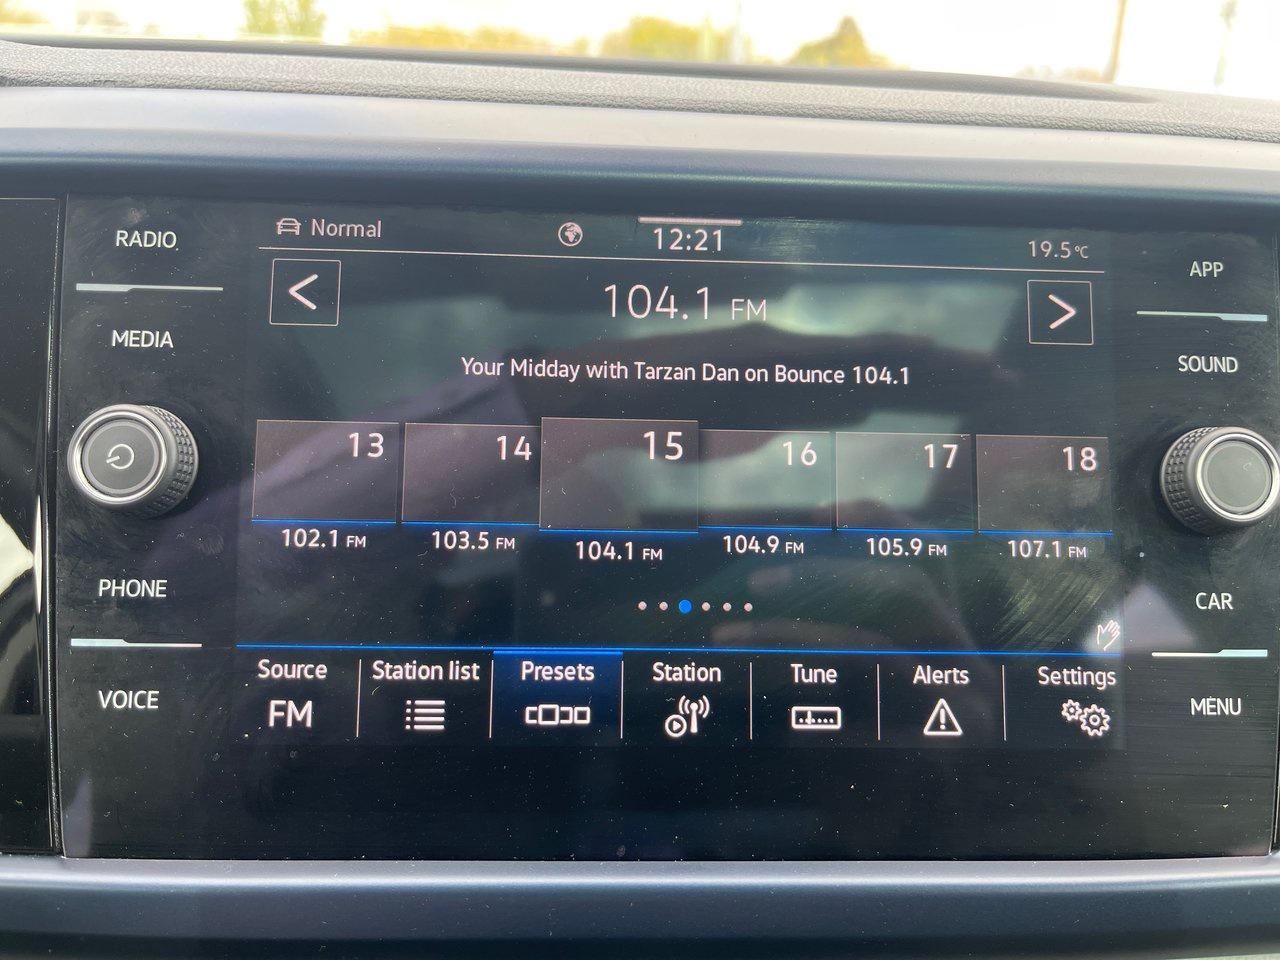 RADIO
MEDIA
PHONE
VOICE
Normal
12:21
19.5°C
< 104.1 FM >
Your Midday with Tarzan Dan on Bounce 104.1
13 14 15 16 17 18
102.1 FM 103.5 FM 104.1 FM 104.9 FM 105.9 FM 107.1 FM
Source Station list Presets Station Tune Alerts Settings
FM
APP
SOUND
CAR
MENU